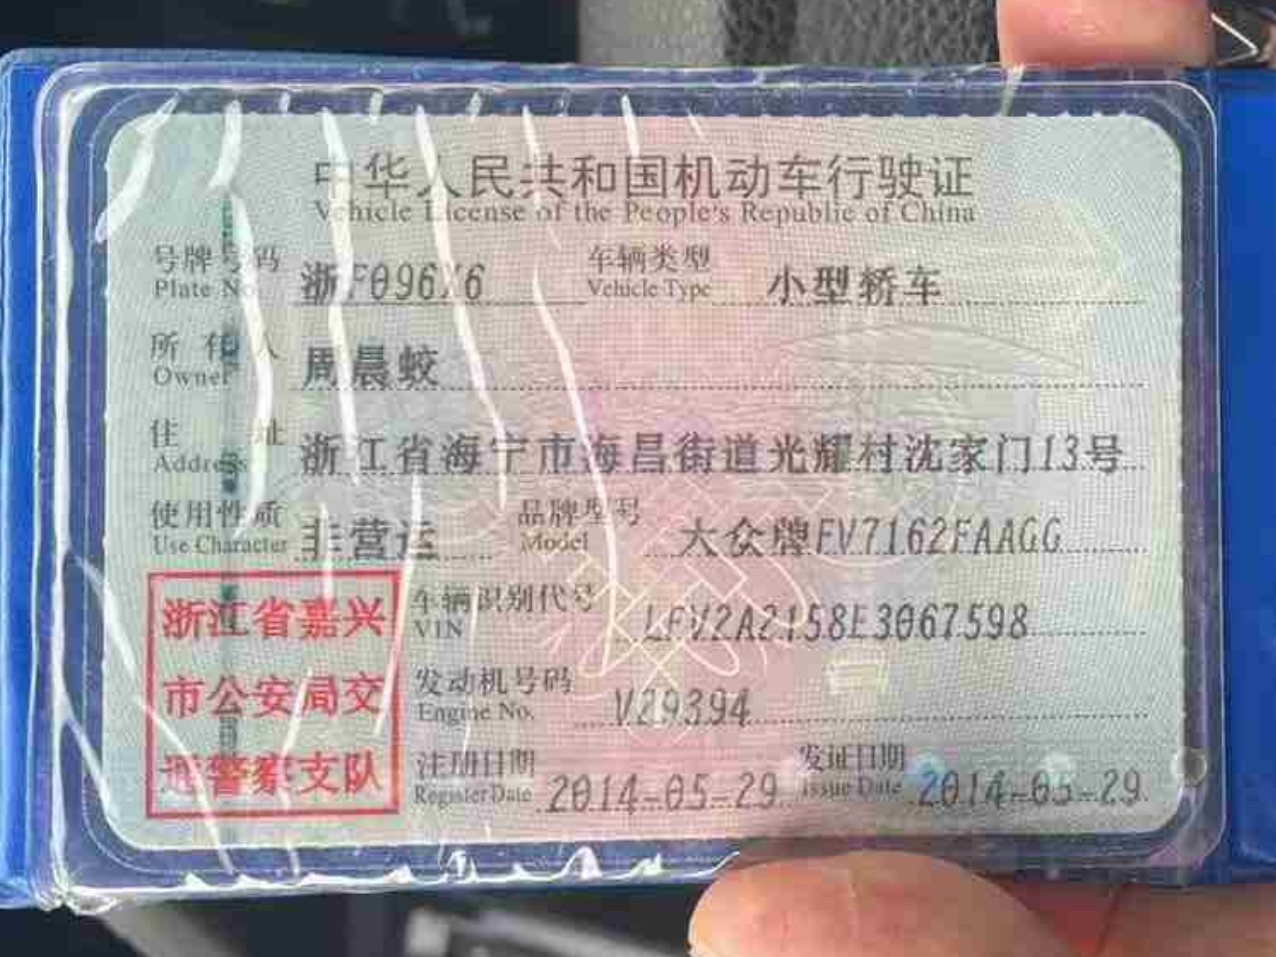 中华人民共和国机动车行驶证
Vehicle License of the People's Republic of China
号牌号码 浙F096X6 车辆类型 小型轿车
Plate No. Vehicle Type
所有人 周晨蛟
Owner
住址 浙江省海宁市海昌街道光耀村沈家门13号
Address
使用性质 非营运 品牌型号 大众牌FV7162FAAGG
Use Character Model
浙江省嘉兴
市公安局交
通警察支队
车辆识别代号 LFV2A2158E3067598
VIN
发动机号码 V29394
Engine No.
注册日期 2014-05-29 发证日期 2014-05-29
Register Date Issue Date